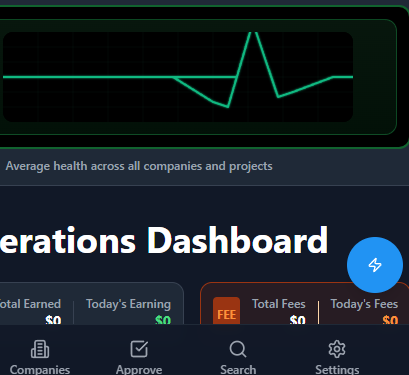 Average health across all companies and projects
erations Dashboard
otal Earned Today's Earning Total Fees Today's Fees
$0 $0 FEE $0 $0
Companies Approve Search Settings